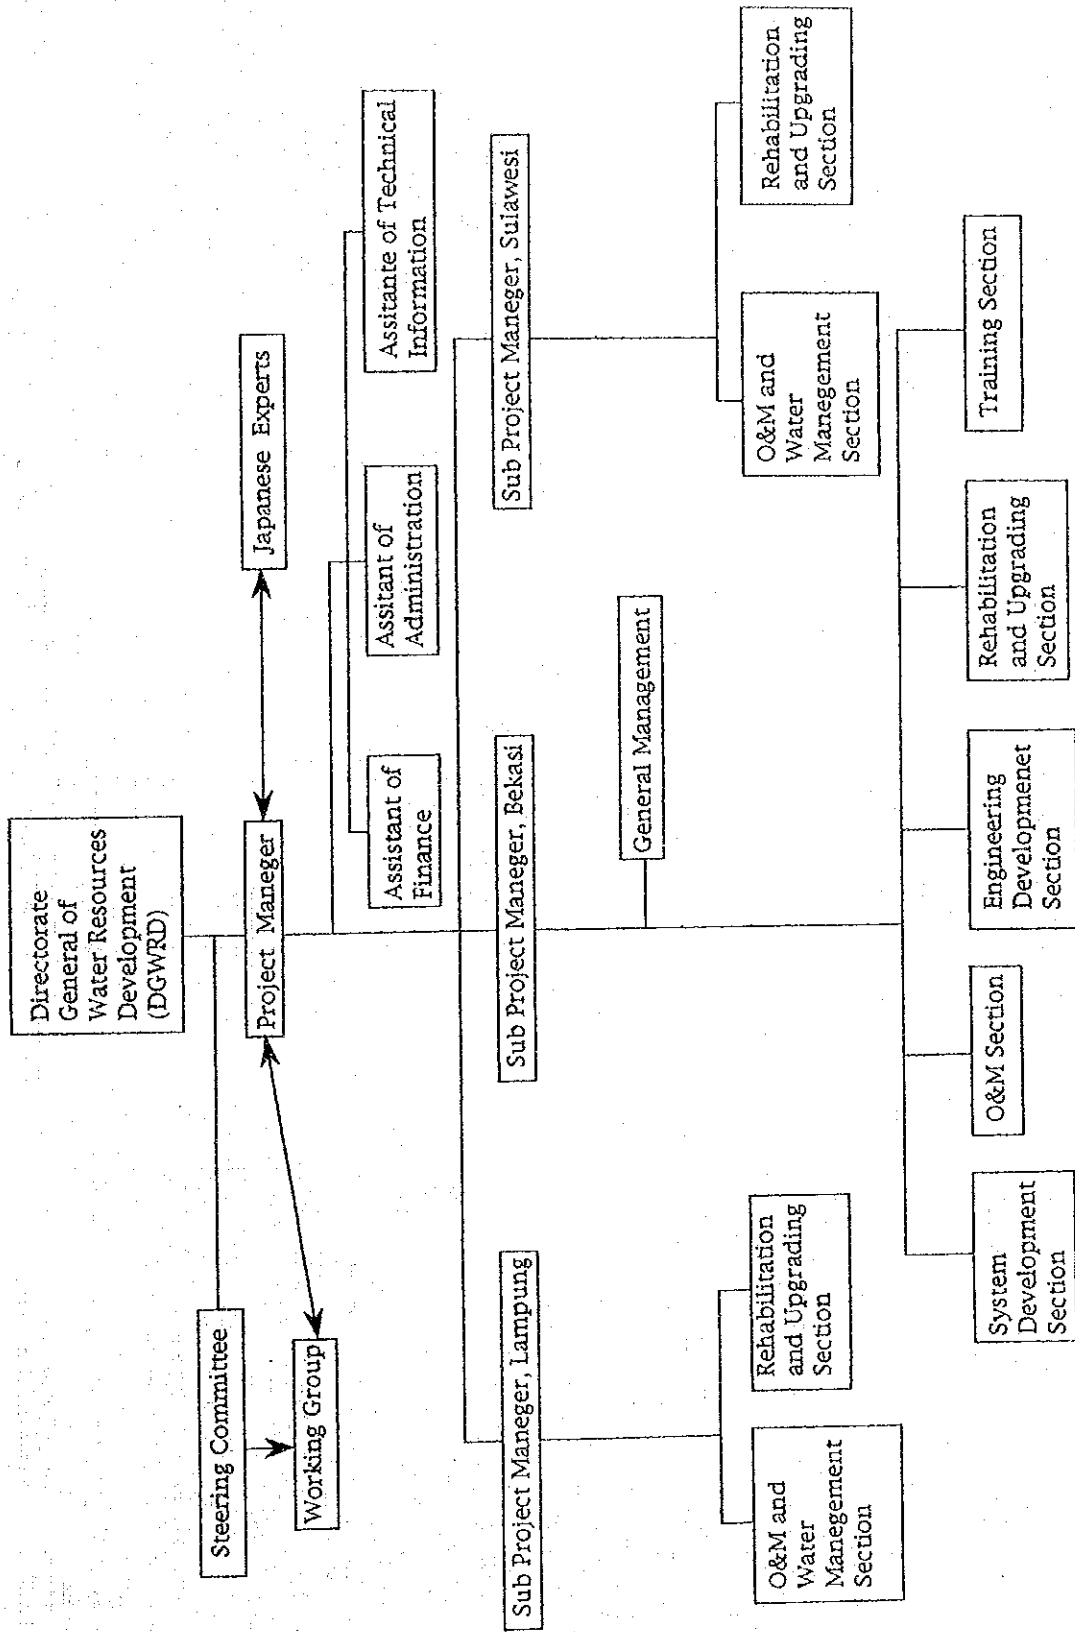 Directorate
General of
Water Resources
Development
(DGWRD)
Steering Committee
Project Maneger
Japanese Experts
Working Group
Assistant of
Finance
Assitant of
Administration
Assitante of Technical
Information
Sub Project Maneger, Lampung
Sub Project Maneger, Bekasi
Sub Project Maneger, Sulawesi
General Management
O&M and
Water
Manegement
Section
Rehabilitation
and Upgrading
Section
O&M and
Water
Manegement
Section
Rehabilitation
and Upgrading
Section
System
Development
Section
O&M Section
Engineering
Developmenet
Section
Rehabilitation
and Upgrading
Section
Training Section